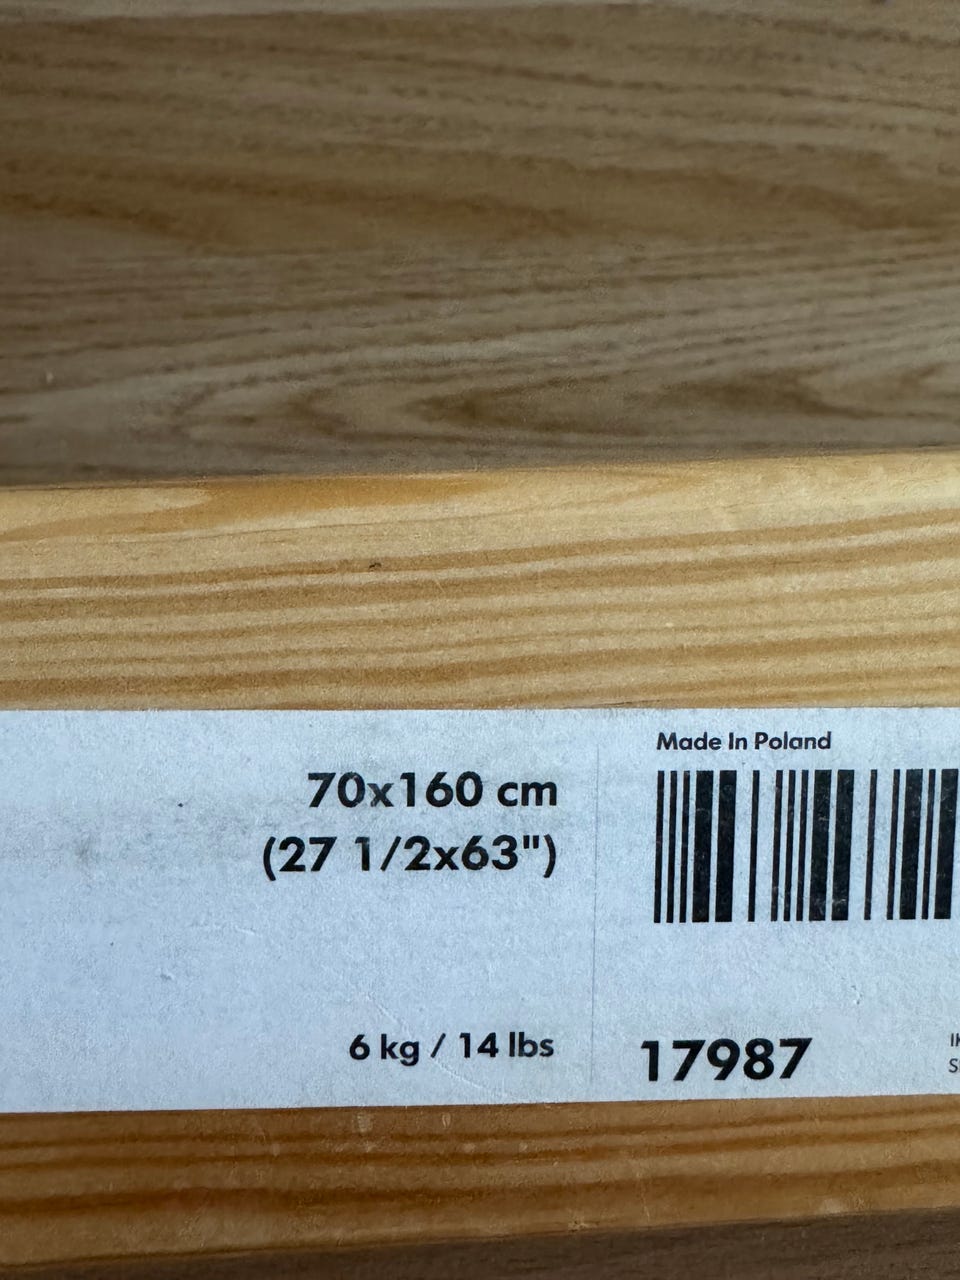 Made In Poland
70x160 cm
(27 1/2x63")
6 kg / 14 lbs
17987